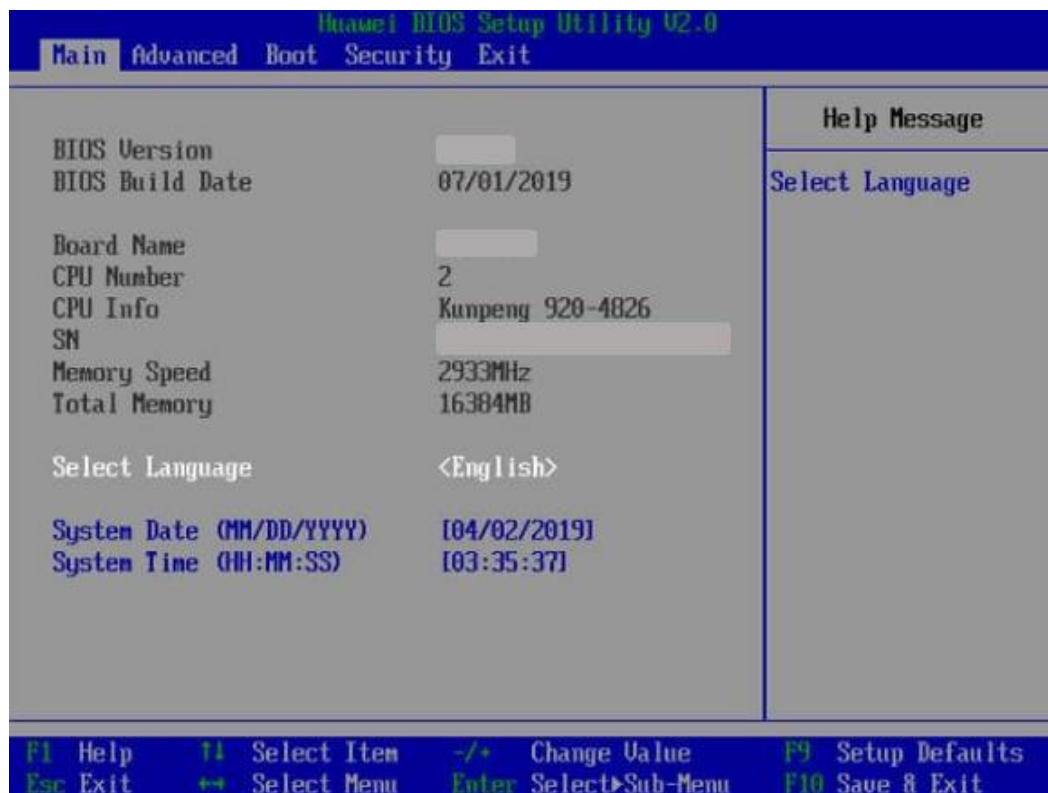 Huawei BIOS Setup Utility V2.0
Main Advanced Boot Security Exit
Help Message
Select Language
BIOS Version
BIOS Build Date 07/01/2019
Board Name
CPU Number 2
CPU Info Kunpeng 920-4826
SN
Memory Speed 2933MHz
Total Memory 16384MB
Select Language <English>
System Date (MM/DD/YYYY) [04/02/2019]
System Time (HH:MM:SS) [03:35:37]
F1 Help ↑↓ Select Item -/+ Change Value F9 Setup Defaults
Esc Exit ←→ Select Menu Enter Select▶Sub-Menu F10 Save & Exit